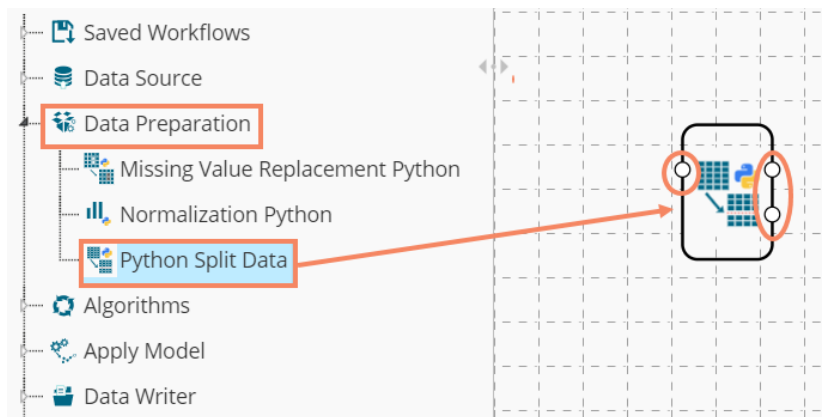 Saved Workflows
Data Source
Data Preparation
Missing Value Replacement Python
Normalization Python
Python Split Data
Algorithms
Apply Model
Data Writer